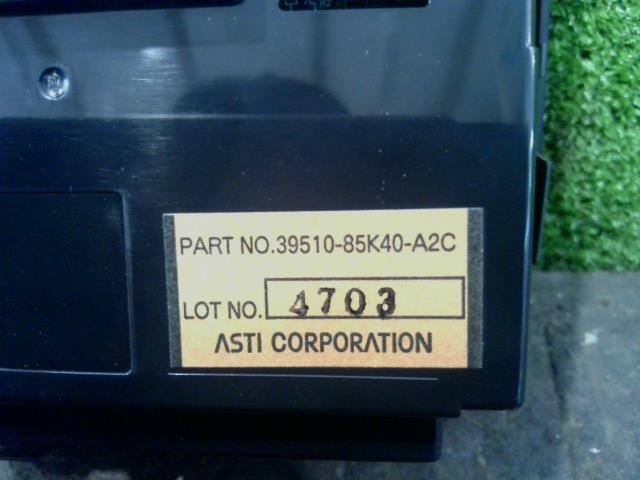 PART NO.39510-85K40-A2C
LOT NO. 4703
ASTI CORPORATION